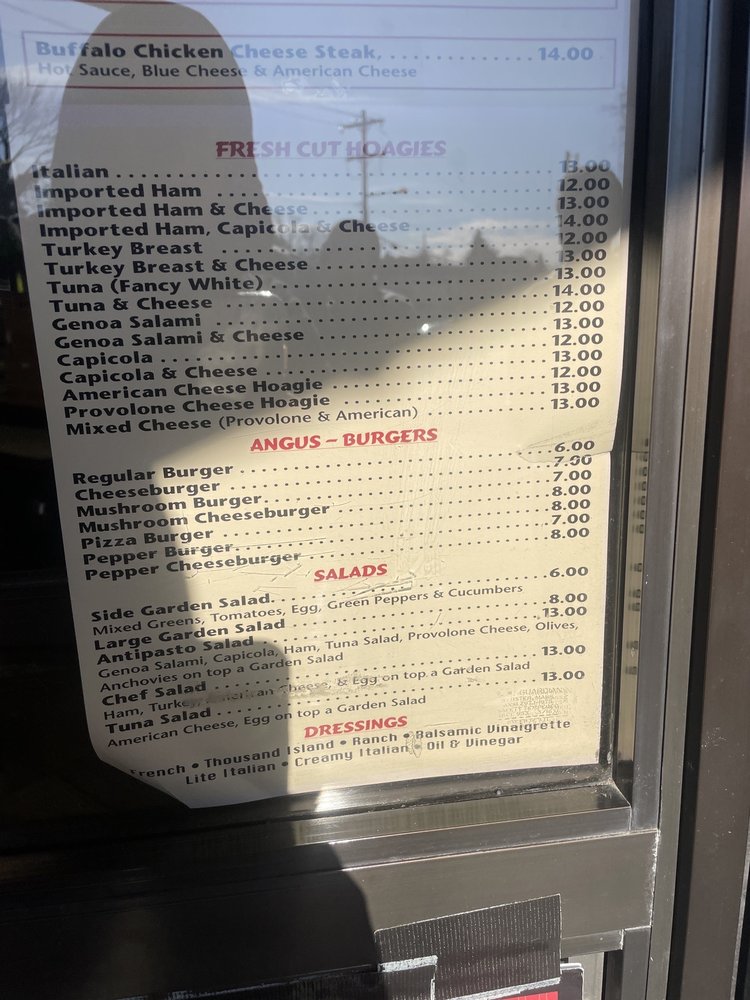 Buffalo Chicken Cheese Steak, . . . . . . . . . . . . . 14.00
Hot Sauce, Blue Cheese & American Cheese
FRESH CUT HOAGIES
Italian 13.00
Imported Ham 12.00
Imported Ham & Cheese 13.00
Imported Ham, Capicola & Cheese 14.00
Turkey Breast 12.00
Turkey Breast & Cheese 13.00
Tuna (Fancy White) 13.00
Tuna & Cheese 14.00
Genoa Salami 12.00
Genoa Salami & Cheese 13.00
Capicola 12.00
Capicola & Cheese 13.00
American Cheese Hoagie 12.00
Provolone Cheese Hoagie 13.00
Mixed Cheese (Provolone & American) 13.00
ANGUS ~ BURGERS
Regular Burger 6.00
Cheeseburger 7.00
Mushroom Burger 7.00
Mushroom Cheeseburger 8.00
Pizza Burger 8.00
Pepper Burger 7.00
Pepper Cheeseburger 8.00
SALADS
Side Garden Salad 6.00
Mixed Greens, Tomatoes, Egg, Green Peppers & Cucumbers
Large Garden Salad 8.00
Antipasto Salad 13.00
Genoa Salami, Capicola, Ham, Tuna Salad, Provolone Cheese, Olives,
Anchovies on top a Garden Salad
Chef Salad 13.00
Ham, Turkey, American Cheese, & Egg on top a Garden Salad
Tuna Salad 13.00
American Cheese, Egg on top a Garden Salad
DRESSINGS
French • Thousand Island • Ranch • Balsamic Vinaigrette
Lite Italian • Creamy Italian • Oil & Vinegar